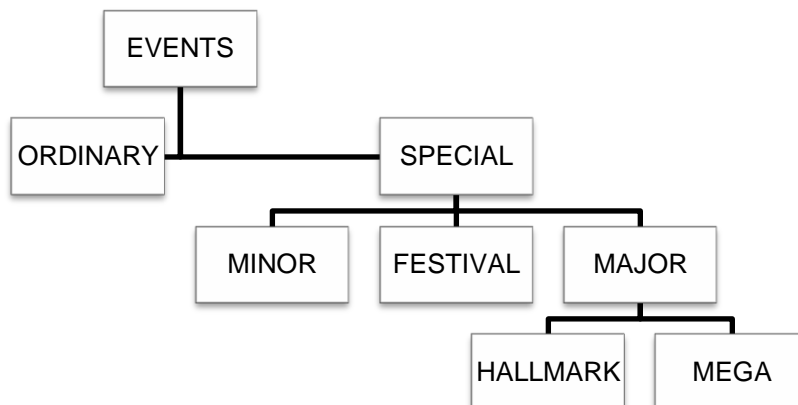 EVENTS
ORDINARY
SPECIAL
MINOR
FESTIVAL
MAJOR
HALLMARK
MEGA